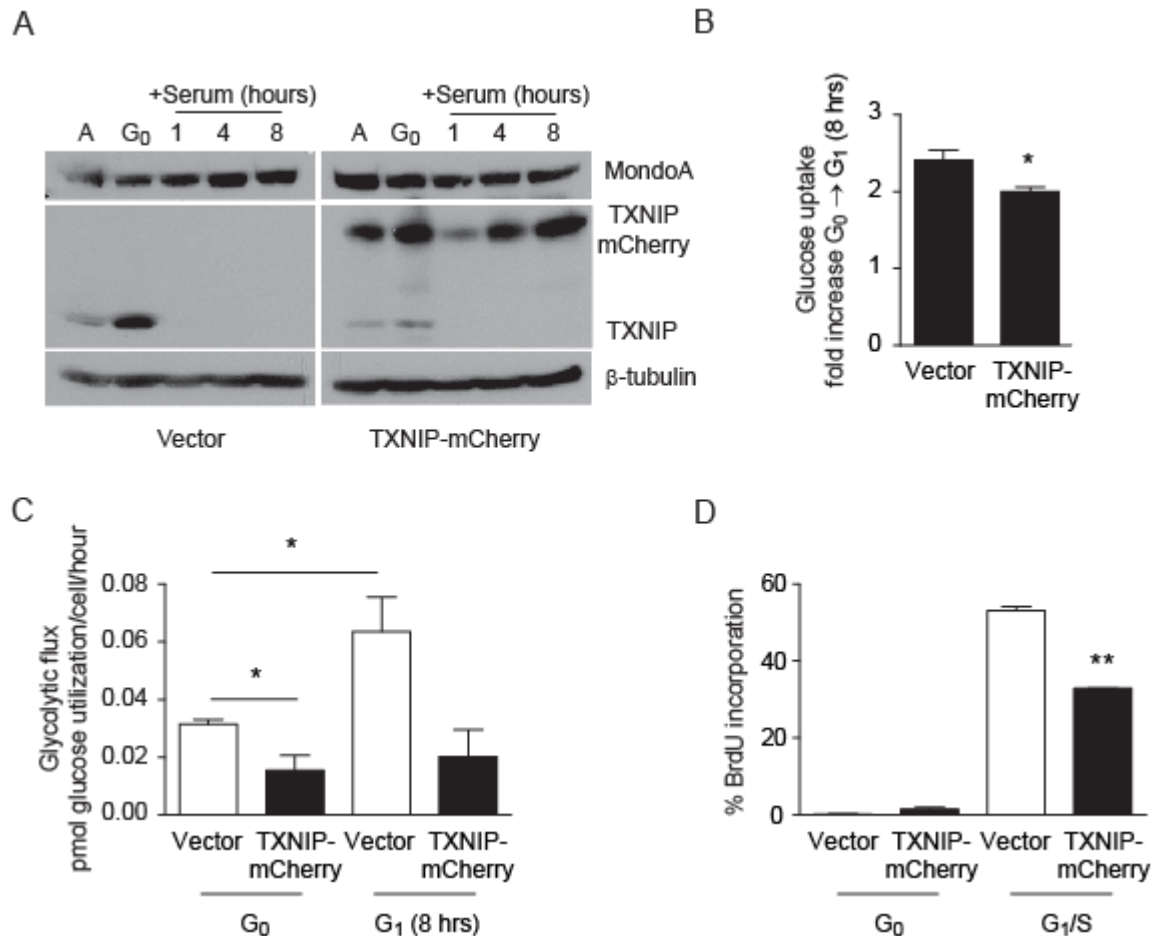 A
+Serum (hours)
+Serum (hours)
A G0 1 4 8
A G0 1 4 8
MondoA
TXNIP
mCherry
TXNIP
β-tubulin
Vector
TXNIP-mCherry
B
Glucose uptake
fold increase G0 → G1 (8 hrs)
3
2
1
0
*
Vector
TXNIP-
mCherry
C
Glycolytic flux
pmol glucose utilization/cell/hour
0.08
0.06
0.04
0.02
0.00
*
*
Vector
TXNIP-
mCherry
Vector
TXNIP-
mCherry
G0
G1 (8 hrs)
D
% BrdU incorporation
60
40
20
0
**
Vector
TXNIP-
mCherry
Vector
TXNIP-
mCherry
G0
G1/S